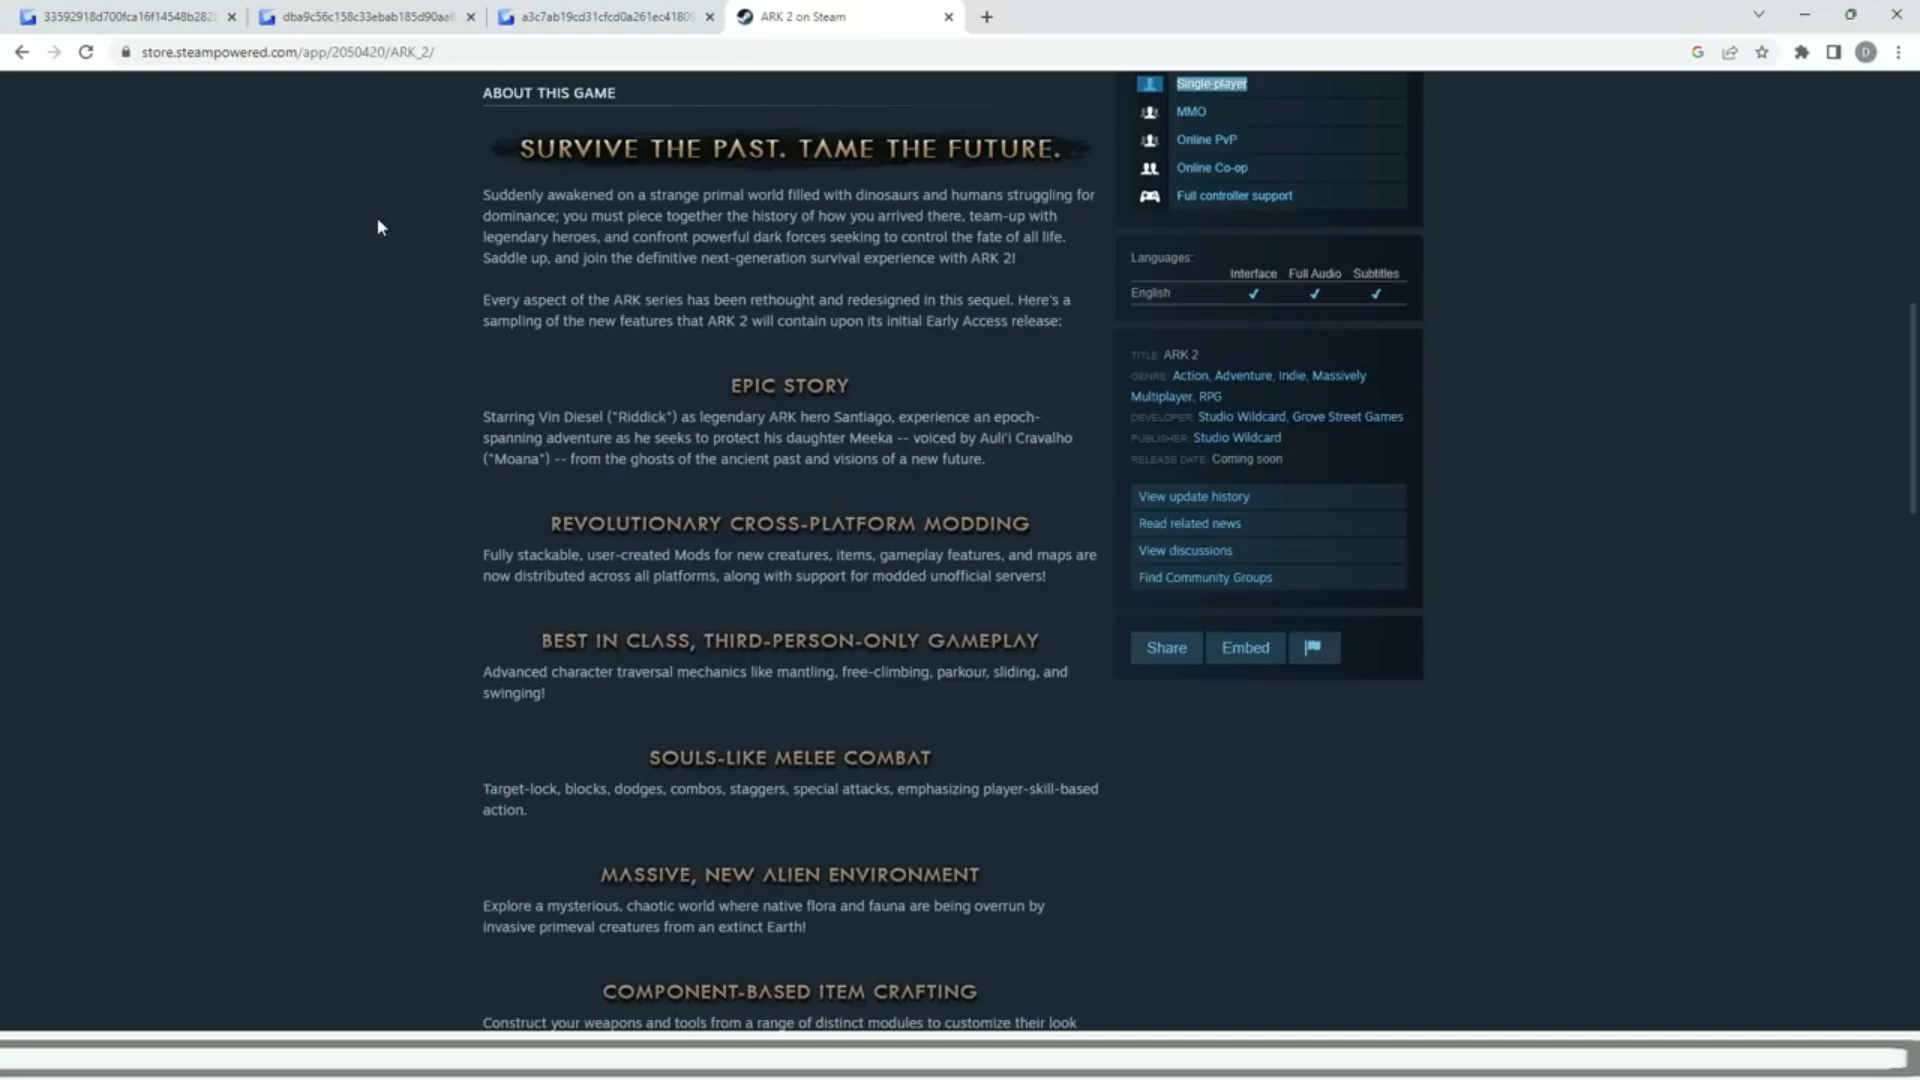 33592918d700fca16f14548b282
dba9c56c158c33ebab185d90aa6
a3c7ab19cd31cfcd0a261ec41809
ARK 2 on Steam
store.steampowered.com/app/2050420/ARK_2/
D
ABOUT THIS GAME
SURVIVE THE PAST. TAME THE FUTURE.
Suddenly awakened on a strange primal world filled with dinosaurs and humans struggling for
dominance; you must piece together the history of how you arrived there, team-up with
legendary heroes, and confront powerful dark forces seeking to control the fate of all life.
Saddle up, and join the definitive next-generation survival experience with ARK 2!
Every aspect of the ARK series has been rethought and redesigned in this sequel. Here's a
sampling of the new features that ARK 2 will contain upon its initial Early Access release:
EPIC STORY
Starring Vin Diesel ("Riddick") as legendary ARK hero Santiago, experience an epoch-
spanning adventure as he seeks to protect his daughter Meeka -- voiced by Auli'i Cravalho
("Moana") -- from the ghosts of the ancient past and visions of a new future.
REVOLUTIONARY CROSS-PLATFORM MODDING
Fully stackable, user-created Mods for new creatures, items, gameplay features, and maps are
now distributed across all platforms, along with support for modded unofficial servers!
BEST IN CLASS, THIRD-PERSON-ONLY GAMEPLAY
Advanced character traversal mechanics like mantling, free-climbing, parkour, sliding, and
swinging!
SOULS-LIKE MELEE COMBAT
Target-lock, blocks, dodges, combos, staggers, special attacks, emphasizing player-skill-based
action.
MASSIVE, NEW ALIEN ENVIRONMENT
Explore a mysterious, chaotic world where native flora and fauna are being overrun by
invasive primeval creatures from an extinct Earth!
COMPONENT-BASED ITEM CRAFTING
Construct your weapons and tools from a range of distinct modules to customize their look
Single-player
MMO
Online PvP
Online Co-op
Full controller support
Languages:
Interface Full Audio Subtitles
English ✔ ✔ ✔
TITLE: ARK 2
GENRE: Action, Adventure, Indie, Massively
Multiplayer, RPG
DEVELOPER: Studio Wildcard, Grove Street Games
PUBLISHER: Studio Wildcard
RELEASE DATE: Coming soon
View update history
Read related news
View discussions
Find Community Groups
Share Embed